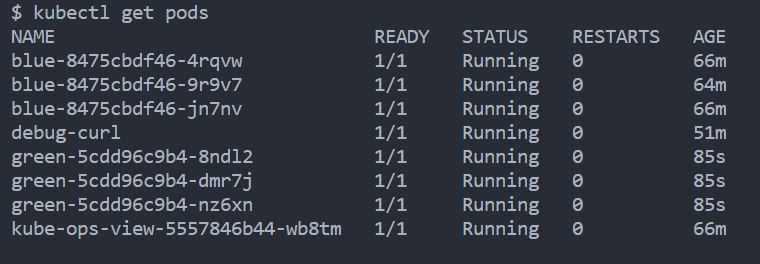 $ kubectl get pods
NAME                             READY   STATUS    RESTARTS   AGE
blue-8475cbdf46-4rqvw            1/1     Running   0          66m
blue-8475cbdf46-9r9v7            1/1     Running   0          64m
blue-8475cbdf46-jn7nv            1/1     Running   0          66m
debug-curl                       1/1     Running   0          51m
green-5cdd96c9b4-8ndl2           1/1     Running   0          85s
green-5cdd96c9b4-dmr7j           1/1     Running   0          85s
green-5cdd96c9b4-nz6xn           1/1     Running   0          85s
kube-ops-view-5557846b44-wb8tm   1/1     Running   0          66m